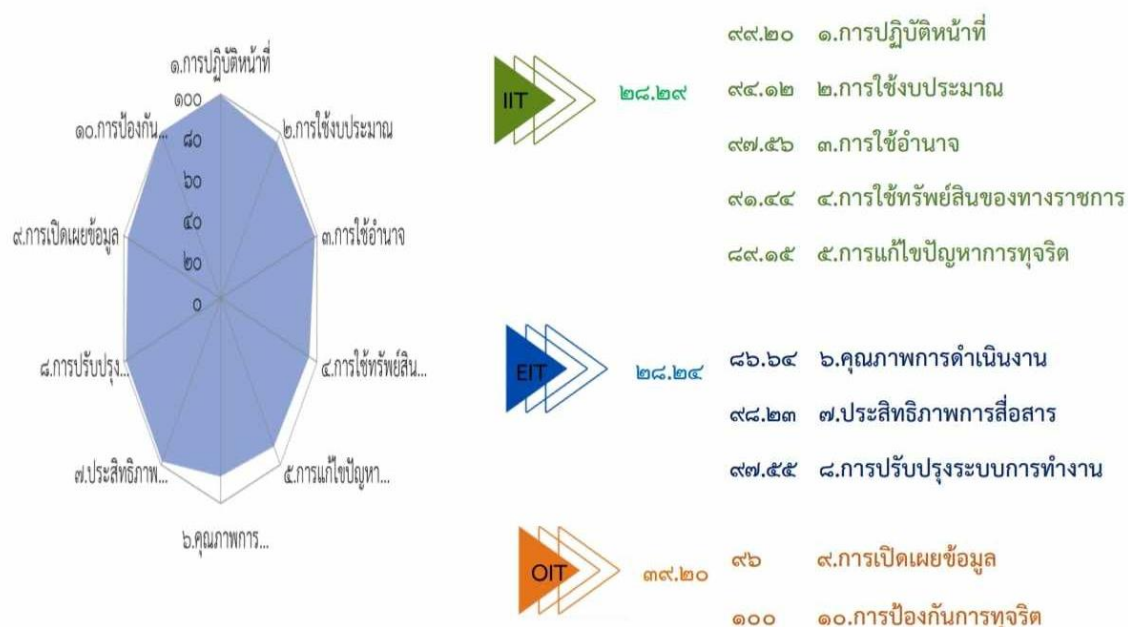 ๑.การปฏิบัติหน้าที่
๑๐๐
๘๐
๖๐
๔๐
๒๐
๐
๒.การใช้งบประมาณ
๓.การใช้อำนาจ
๔.การใช้ทรัพย์สิน...
๕.การแก้ไขปัญหา...
๖.คุณภาพการ...
๗.ประสิทธิภาพ...
๘.การปรับปรุง...
๙.การเปิดเผยข้อมูล
๑๐.การป้องกัน...
IIT
๒๘.๒๙
๙๙.๒๐ ๑.การปฏิบัติหน้าที่
๙๔.๑๒ ๒.การใช้งบประมาณ
๙๗.๕๖ ๓.การใช้อำนาจ
๙๑.๔๔ ๔.การใช้ทรัพย์สินของทางราชการ
๘๙.๑๕ ๕.การแก้ไขปัญหาการทุจริต
EIT
๒๘.๒๔
๘๖.๖๔ ๖.คุณภาพการดำเนินงาน
๙๘.๒๓ ๗.ประสิทธิภาพการสื่อสาร
๙๗.๕๕ ๘.การปรับปรุงระบบการทำงาน
OIT
๓๙.๒๐
๙๖ ๙.การเปิดเผยข้อมูล
๑๐๐ ๑๐.การป้องกันการทุจริต